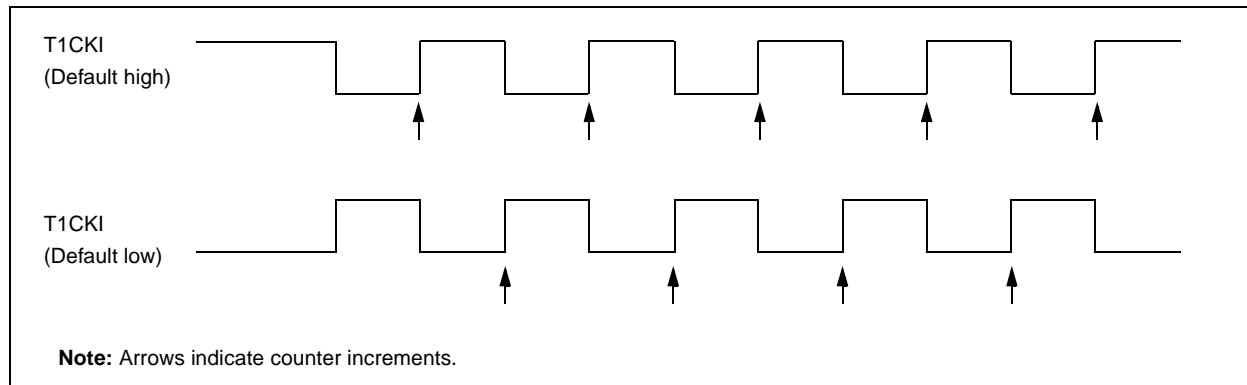 T1CKI
(Default high)
T1CKI
(Default low)
Note: Arrows indicate counter increments.